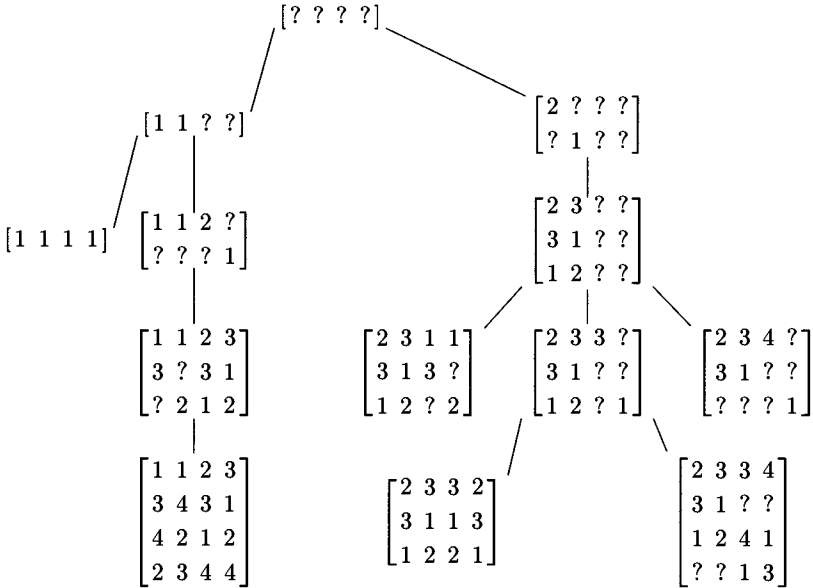 [? ? ? ?]
[1 1 ? ?]
[2 ? ? ?
? 1 ? ?]
[1 1 1 1]
[1 1 2 ?
? ? ? 1]
[2 3 ? ?
3 1 ? ?
1 2 ? ?]
[1 1 2 3
3 ? 3 1
? 2 1 2]
[2 3 1 1
3 1 3 ?
1 2 ? 2]
[2 3 3 ?
3 1 ? ?
1 2 ? 1]
[2 3 4 ?
3 1 ? ?
? ? ? 1]
[1 1 2 3
3 4 3 1
4 2 1 2
2 3 4 4]
[2 3 3 2
3 1 1 3
1 2 2 1]
[2 3 3 4
3 1 ? ?
1 2 4 1
? ? 1 3]